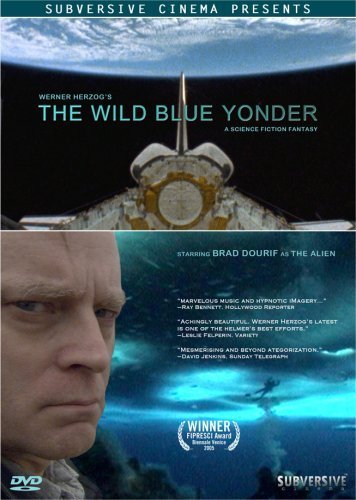 SUBVERSIVE CINEMA PRESENTS
WERNER HERZOG'S
THE WILD BLUE YONDER
A SCIENCE FICTION FANTASY
STARRING BRAD DOURIF AS THE ALIEN
"MARVELOUS MUSIC AND HYPNOTIC IMAGERY..."
—RAY BENNETT, HOLLYWOOD REPORTER
"ACHINGLY BEAUTIFUL, WERNER HERZOG'S LATEST
IS ONE OF THE HELMER'S BEST EFFORTS."
—LESLIE FELPERIN, VARIETY
"MESMERISING AND BEYOND ATEGORIZATION."
—DAVID JENKINS, SUNDAY TELEGRAPH
WINNER
FIPRESCI Award
Biennale Venice
2005
DVD
SUBVERSIVE
CINEMA